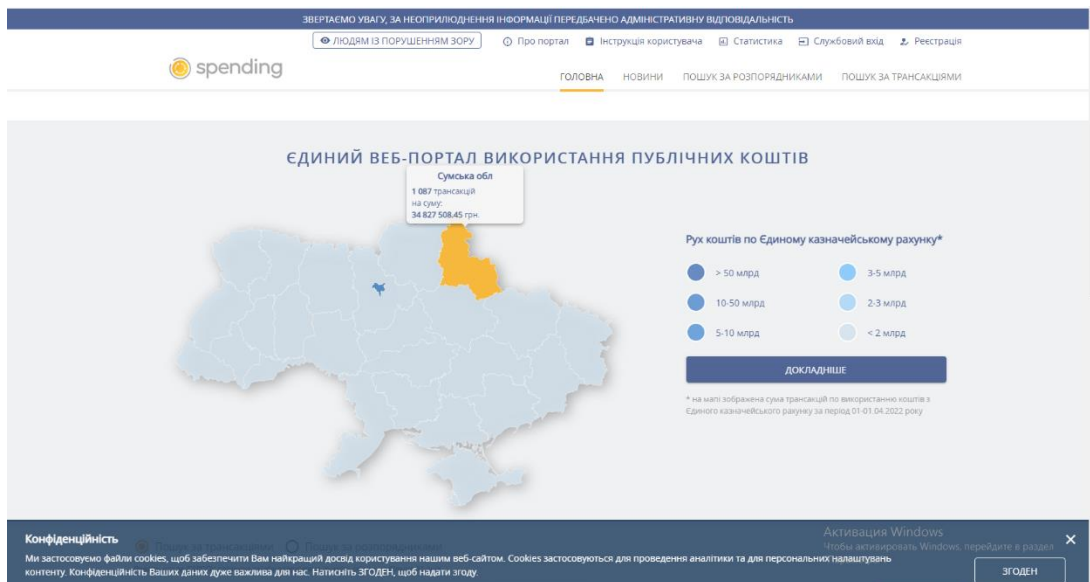 ЗВЕРТАЄМО УВАГУ, ЗА НЕОПРИЛЮДНЕННЯ ІНФОРМАЦІЇ ПЕРЕДБАЧЕНО АДМІНІСТРАТИВНУ ВІДПОВІДАЛЬНІСТЬ
ЛЮДЯМ ІЗ ПОРУШЕННЯМ ЗОРУ Про портал Інструкція користувача Статистика Службовий вхід Реєстрація
spending
ГОЛОВНА НОВИНИ ПОШУК ЗА РОЗПОРЯДНИКАМИ ПОШУК ЗА ТРАНСАКЦІЯМИ
ЄДИНИЙ ВЕБ-ПОРТАЛ ВИКОРИСТАННЯ ПУБЛІЧНИХ КОШТІВ
Сумська обл
1 087 трансакцій
на суму:
34 827 508.45 грн.
Рух коштів по Єдиному казначейському рахунку*
> 50 млрд 3-5 млрд
10-50 млрд 2-3 млрд
5-10 млрд < 2 млрд
ДОКЛАДНІШЕ
* на мапі зображена сума трансакцій по використанню коштів з
Єдиного казначейського рахунку за період 01-01.04.2022 року
Конфіденційність
Пошук за трансакціями Пошук за розпорядниками
Активация Windows
Чтобы активировать Windows, перейдите в раздел
Ми застосовуємо файли cookies, щоб забезпечити Вам найкращий досвід користування нашим веб-сайтом. Cookies застосовуються для проведення аналітики та для персональних налаштувань
контенту. Конфіденційність Ваших даних дуже важлива для нас. Натисніть ЗГОДЕН, щоб надати згоду.
ЗГОДЕН